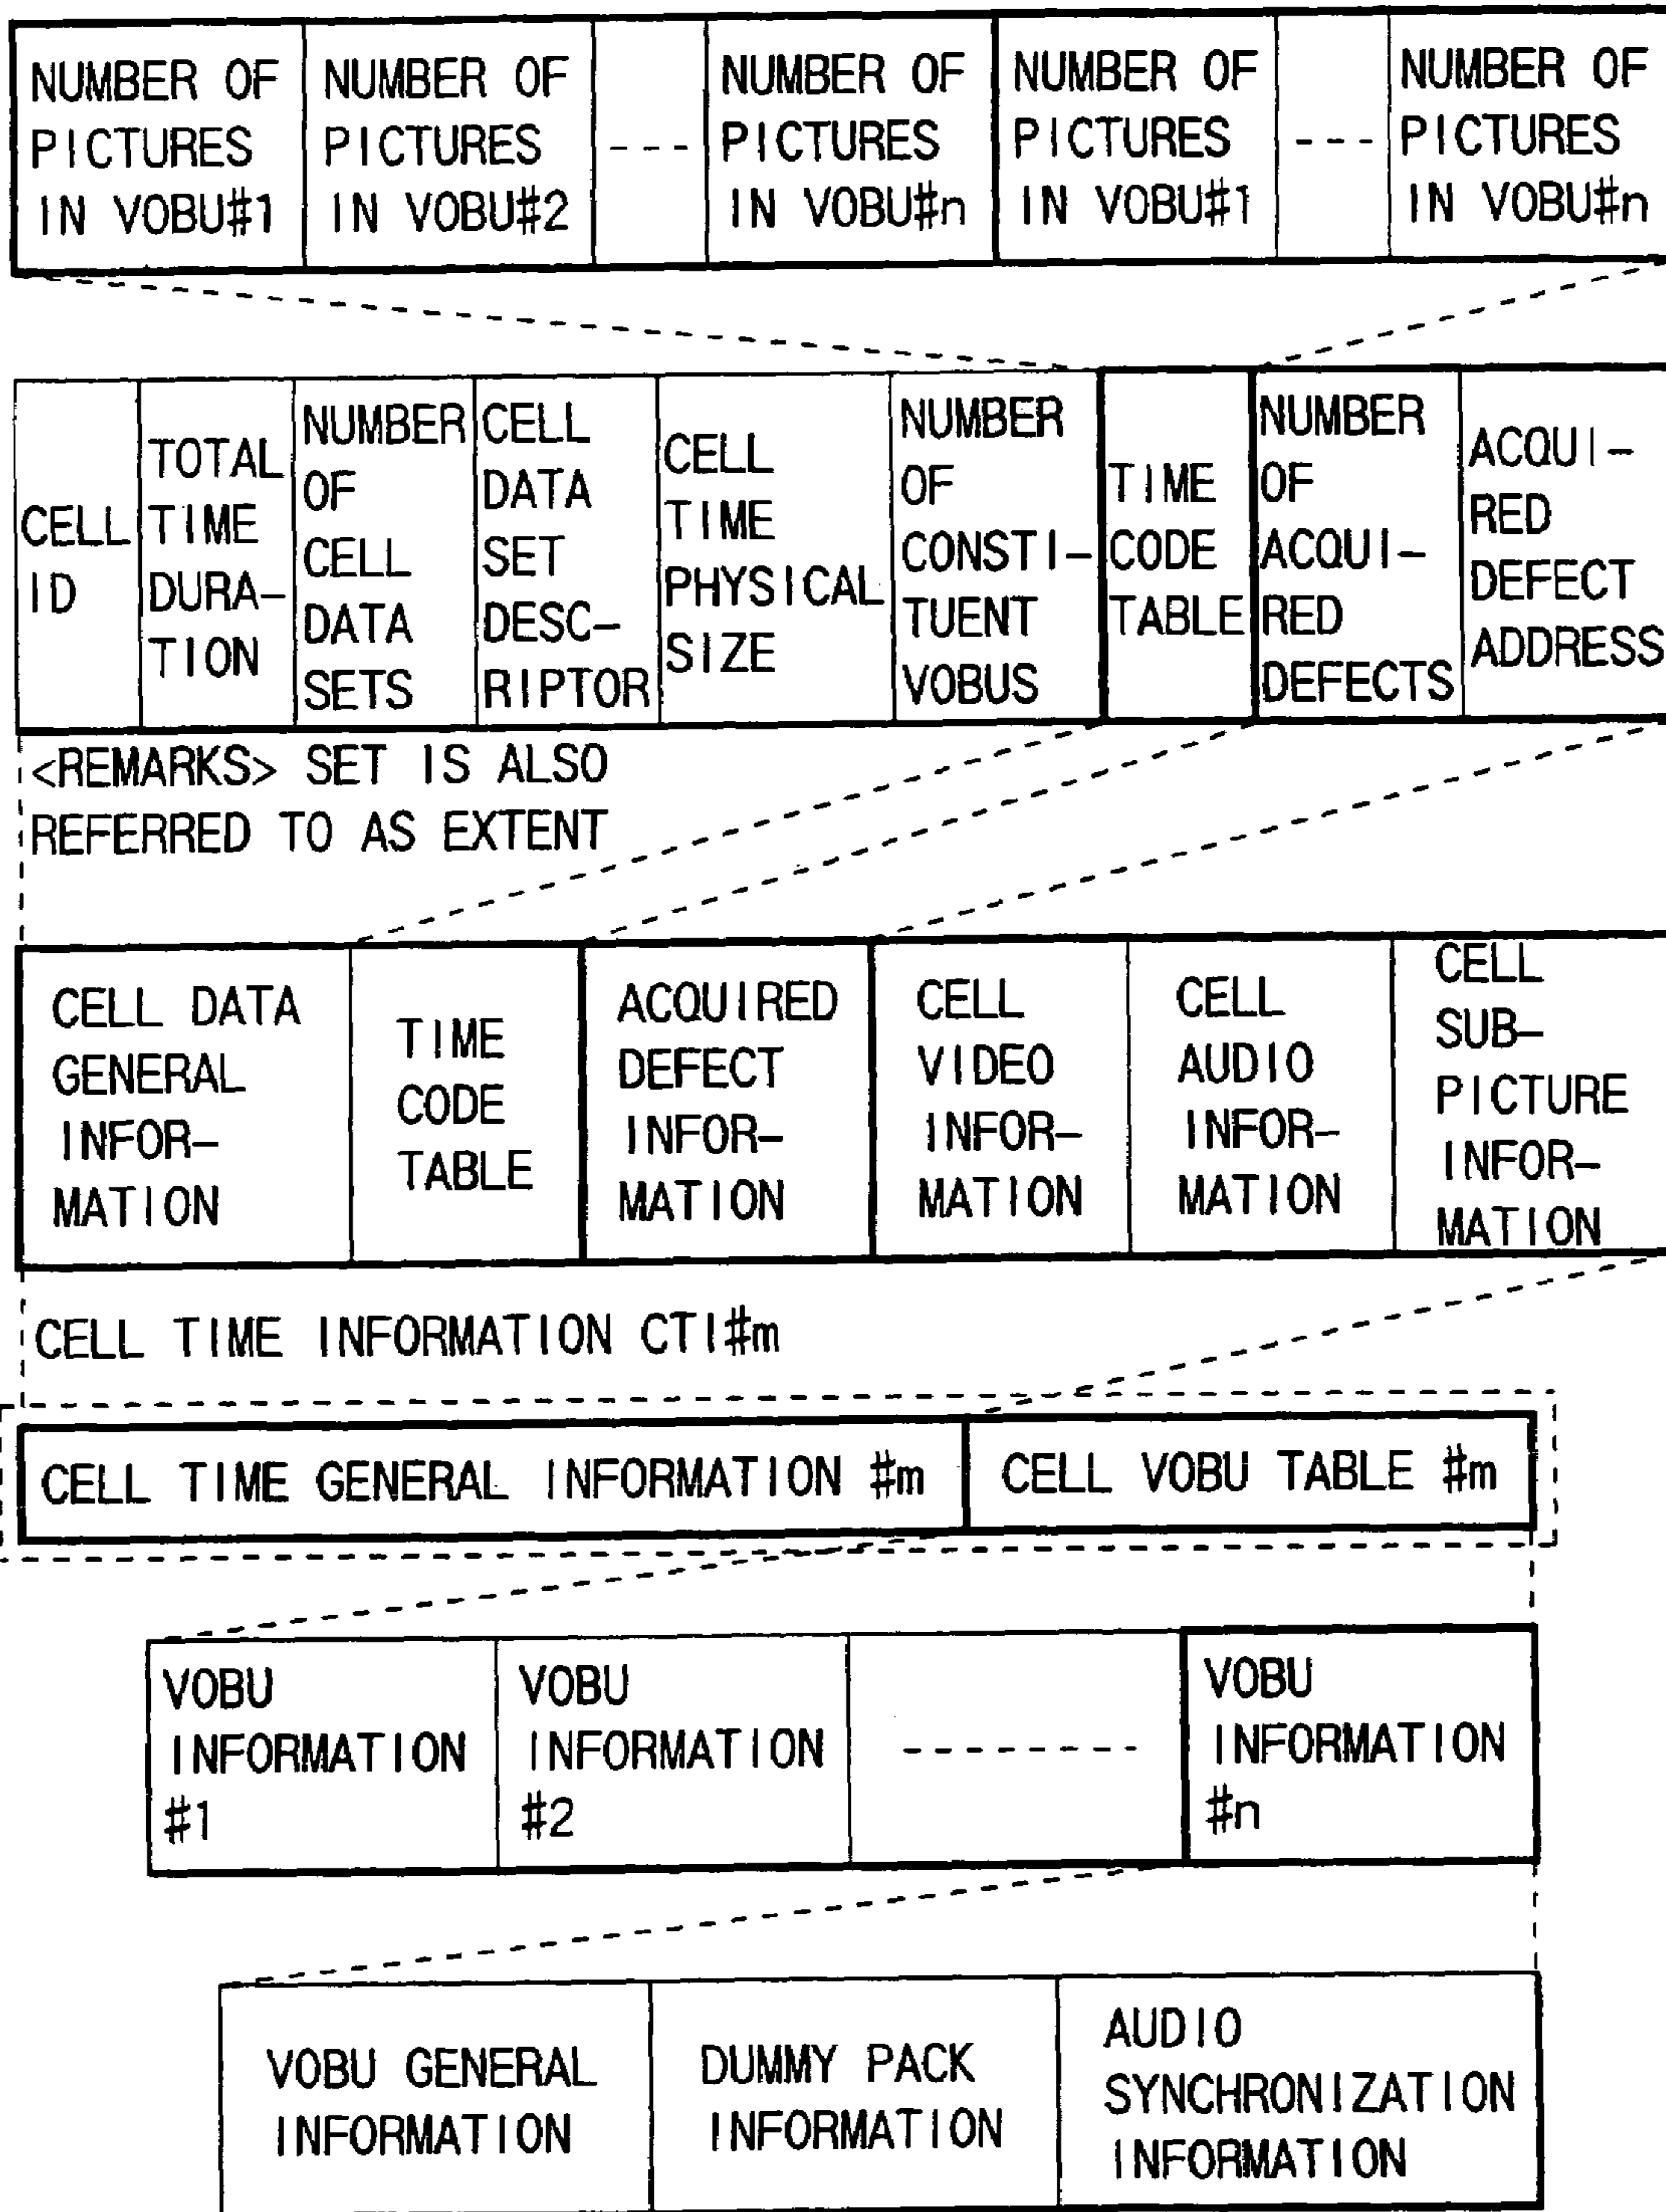 NUMBER OF
PICTURES
IN VOBU#1
NUMBER OF
PICTURES
IN VOBU#2
NUMBER OF
PICTURES
IN VOBU#n
NUMBER OF
PICTURES
IN VOBU#1
NUMBER OF
PICTURES
IN VOBU#n
CELL
ID
TOTAL
TIME
DURA-
TION
NUMBER
OF
CELL
DATA
SETS
CELL
DATA
SET
DESC-
RIPTOR
CELL
TIME
PHYSICAL
SIZE
NUMBER
OF
CONSTI-
TUENT
VOBUS
TIME
CODE
TABLE
NUMBER
OF
ACQUI-
RED
DEFECTS
ACQUI-
RED
DEFECT
ADDRESS
<REMARKS> SET IS ALSO
REFERRED TO AS EXTENT
CELL DATA
GENERAL
INFOR-
MATION
TIME
CODE
TABLE
ACQUIRED
DEFECT
INFOR-
MATION
CELL
VIDEO
INFOR-
MATION
CELL
AUDIO
INFOR-
MATION
CELL
SUB-
PICTURE
INFOR-
MATION
CELL TIME INFORMATION CTI#m
CELL TIME GENERAL INFORMATION #m
CELL VOBU TABLE #m
VOBU
INFORMATION
#1
VOBU
INFORMATION
#2
VOBU
INFORMATION
#n
VOBU GENERAL
INFORMATION
DUMMY PACK
INFORMATION
AUDIO
SYNCHRONIZATION
INFORMATION